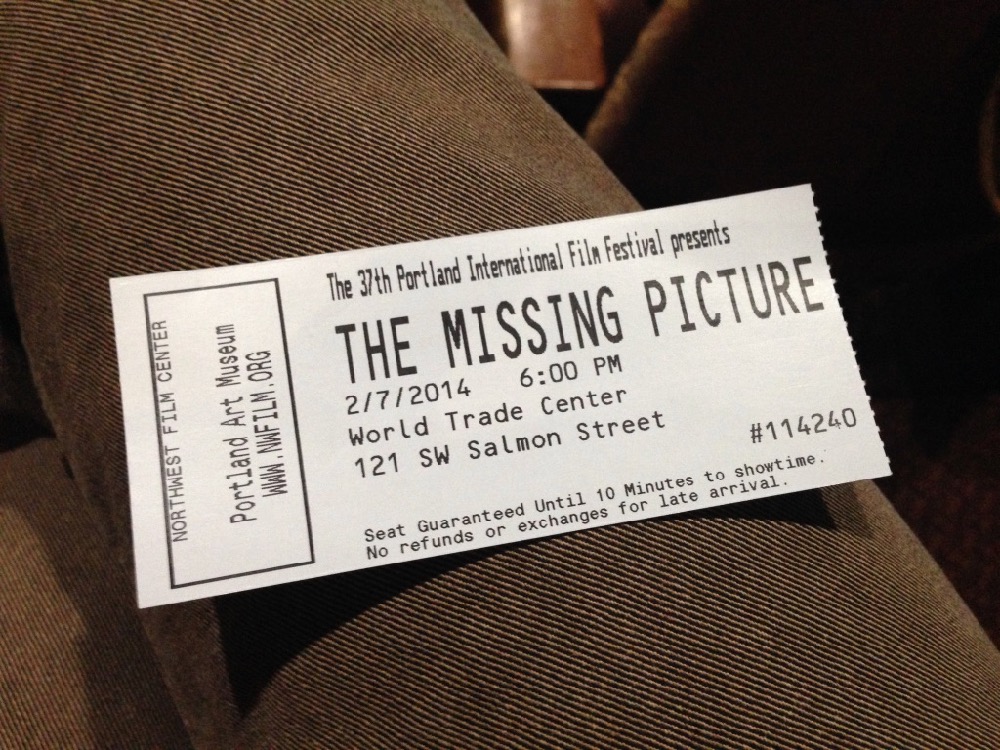 NORTHWEST FILM CENTER
Portland Art Museum
WWW.NWFILM.ORG
The 37th Portland International Film Festival presents
THE MISSING PICTURE
2/7/2014 6:00 PM
World Trade Center
121 SW Salmon Street
#114240
Seat Guaranteed Until 10 Minutes to showtime.
No refunds or exchanges for late arrival.